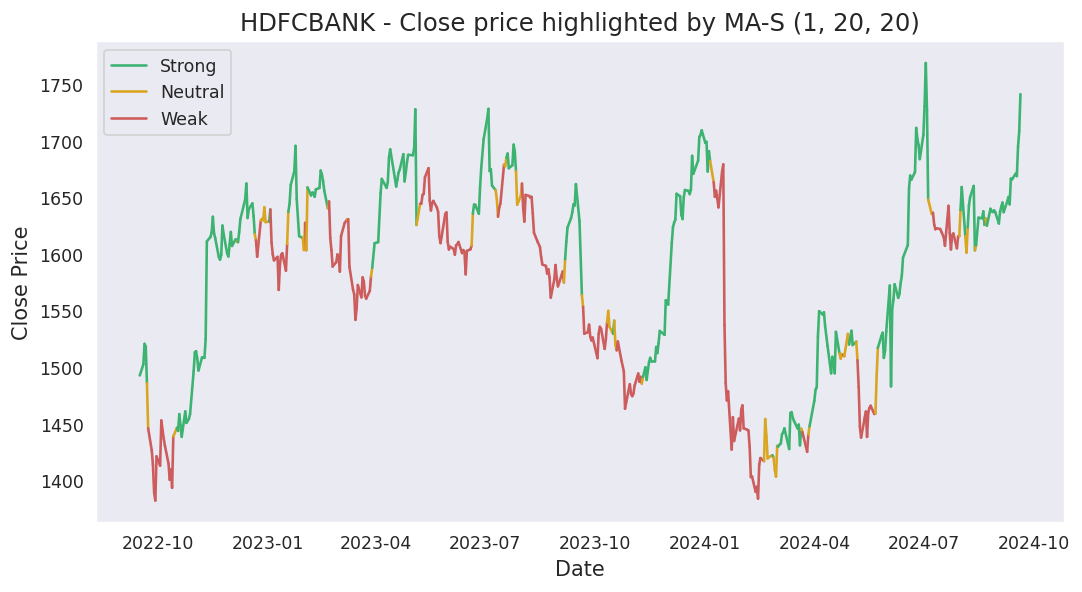 HDFCBANK - Close price highlighted by MA-S (1, 20, 20)
Strong
Neutral
Weak
Close Price
1750
1700
1650
1600
1550
1500
1450
1400
2022-10 2023-01 2023-04 2023-07 2023-10 2024-01 2024-04 2024-07 2024-10
Date